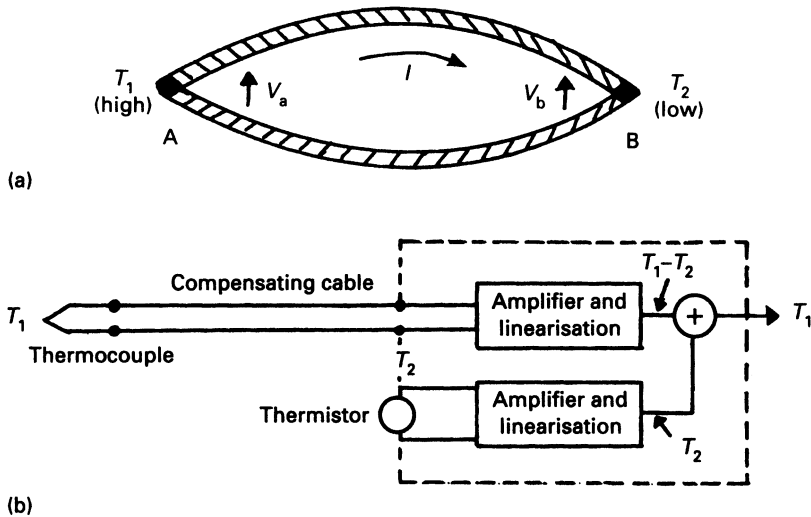 T₁
(high)
A
Vₐ
I
V_b
T₂
(low)
B
(a)
T₁
Compensating cable
Thermocouple
T₂
Thermistor
Amplifier and
linearisation
T₁–T₂
+
T₁
Amplifier and
linearisation
T₂
(b)